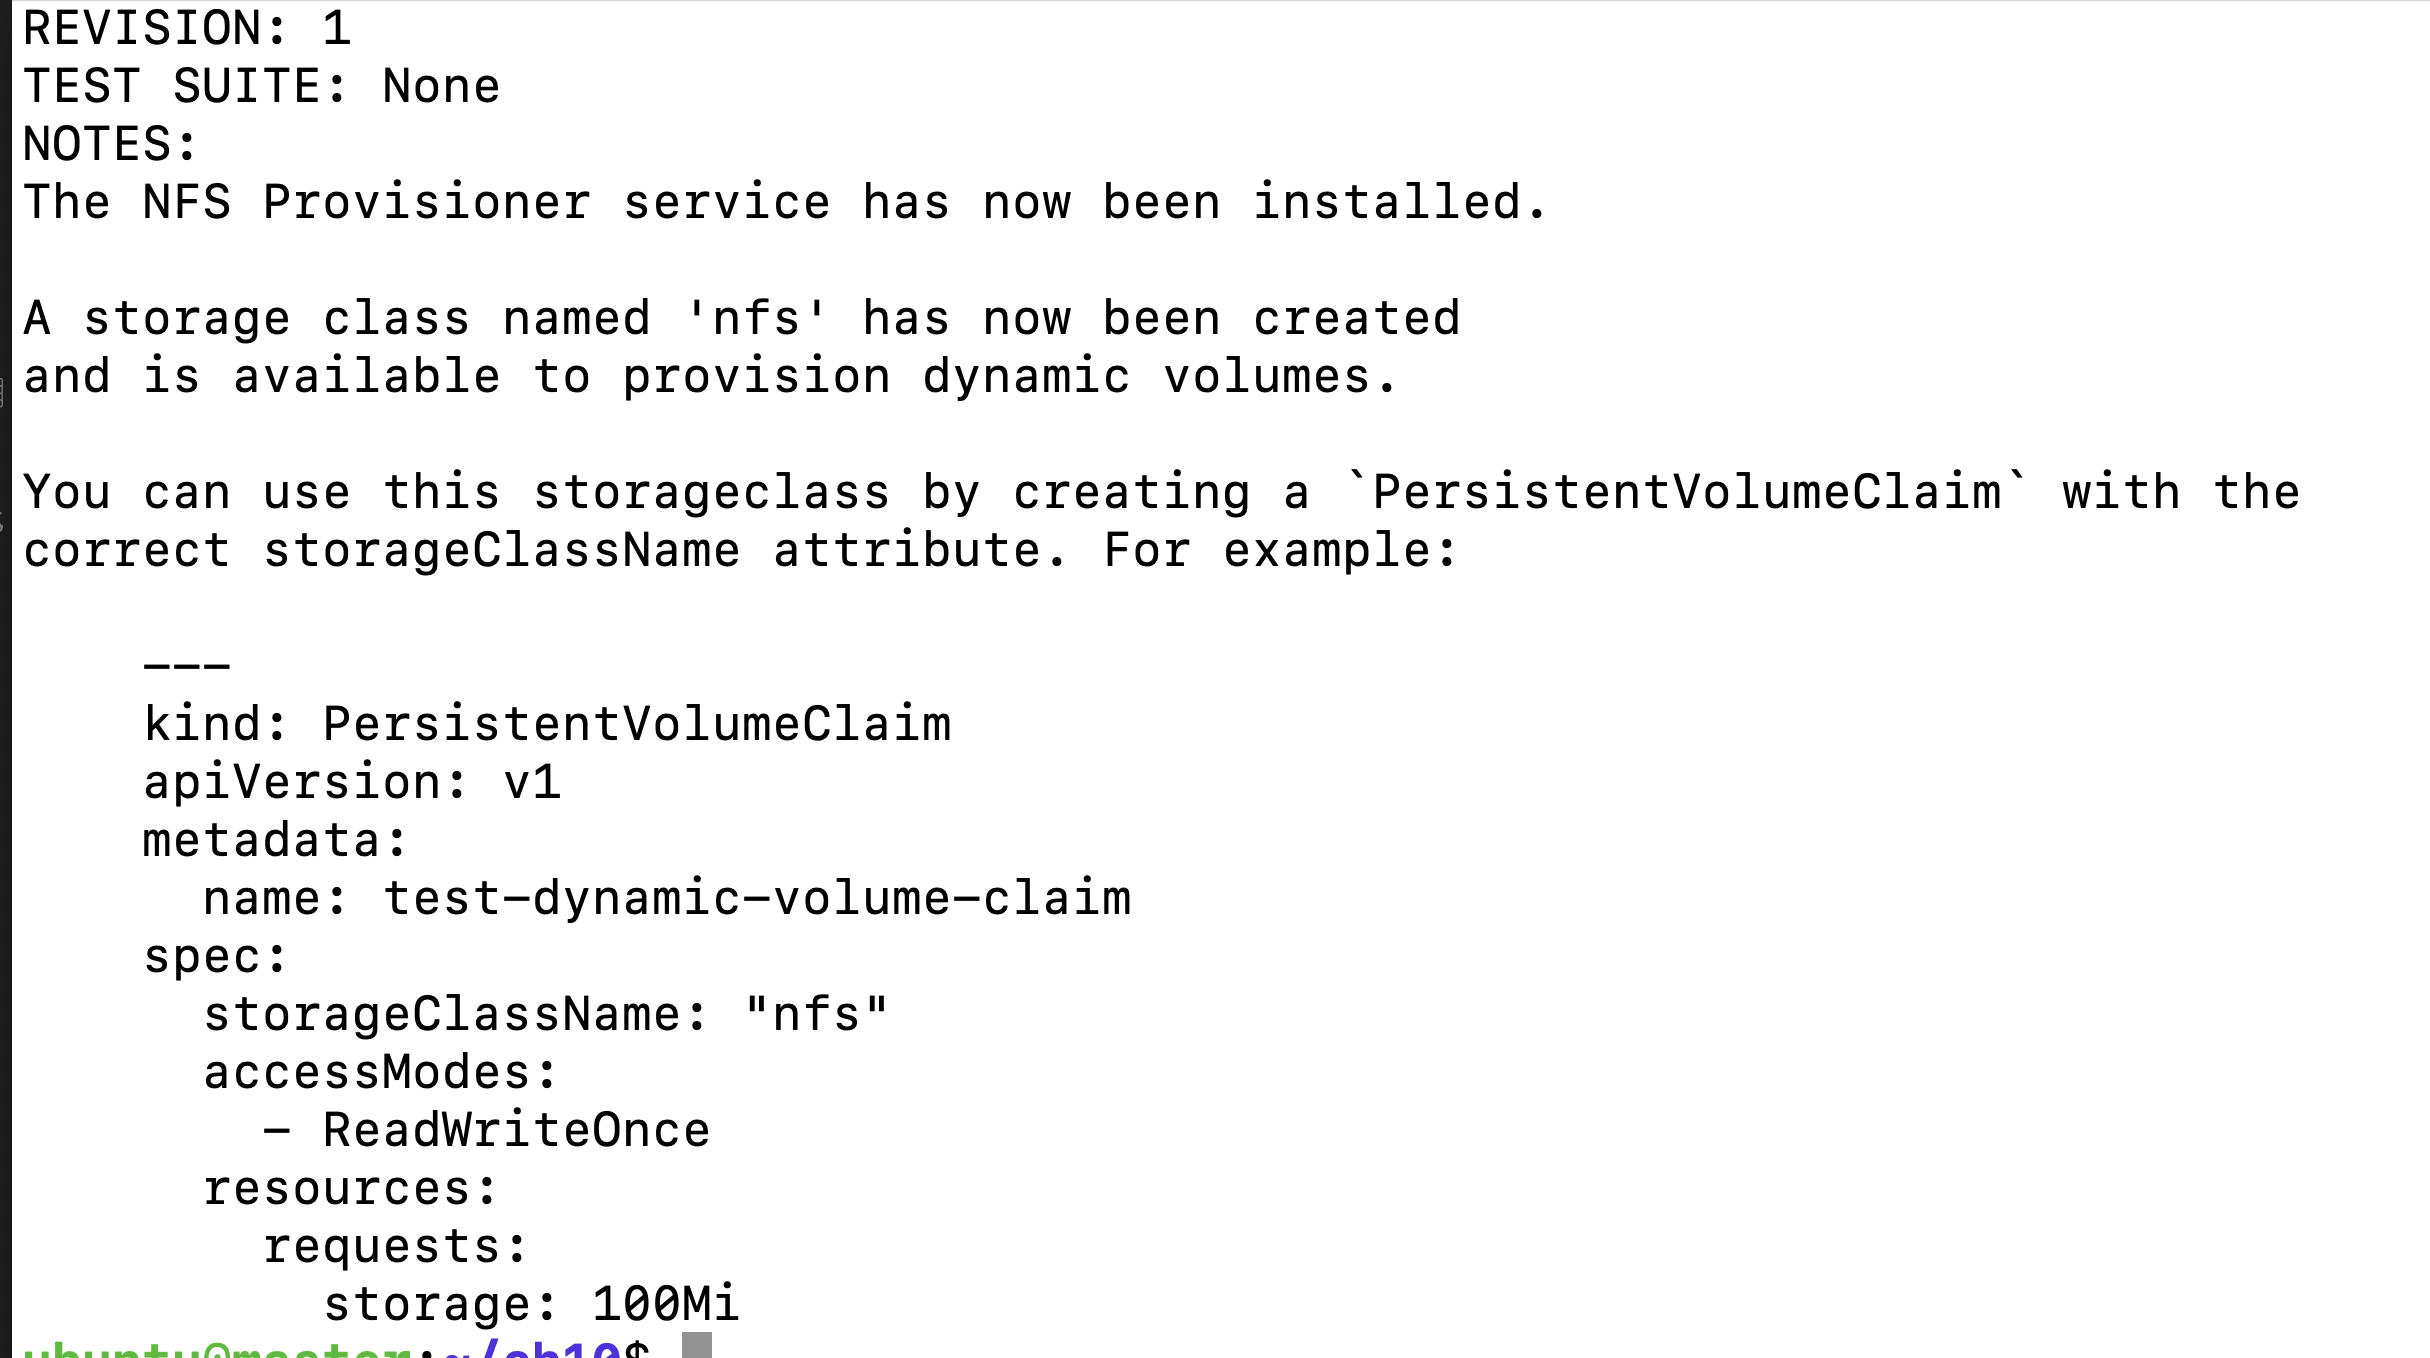 REVISION: 1
TEST SUITE: None
NOTES:
The NFS Provisioner service has now been installed.
A storage class named 'nfs' has now been created
and is available to provision dynamic volumes.
You can use this storageclass by creating a `PersistentVolumeClaim` with the
correct storageClassName attribute. For example:
    ---
    kind: PersistentVolumeClaim
    apiVersion: v1
    metadata:
      name: test-dynamic-volume-claim
    spec:
      storageClassName: "nfs"
      accessModes:
        - ReadWriteOnce
      resources:
        requests:
          storage: 100Mi
ubuntu@master:~/ch10$